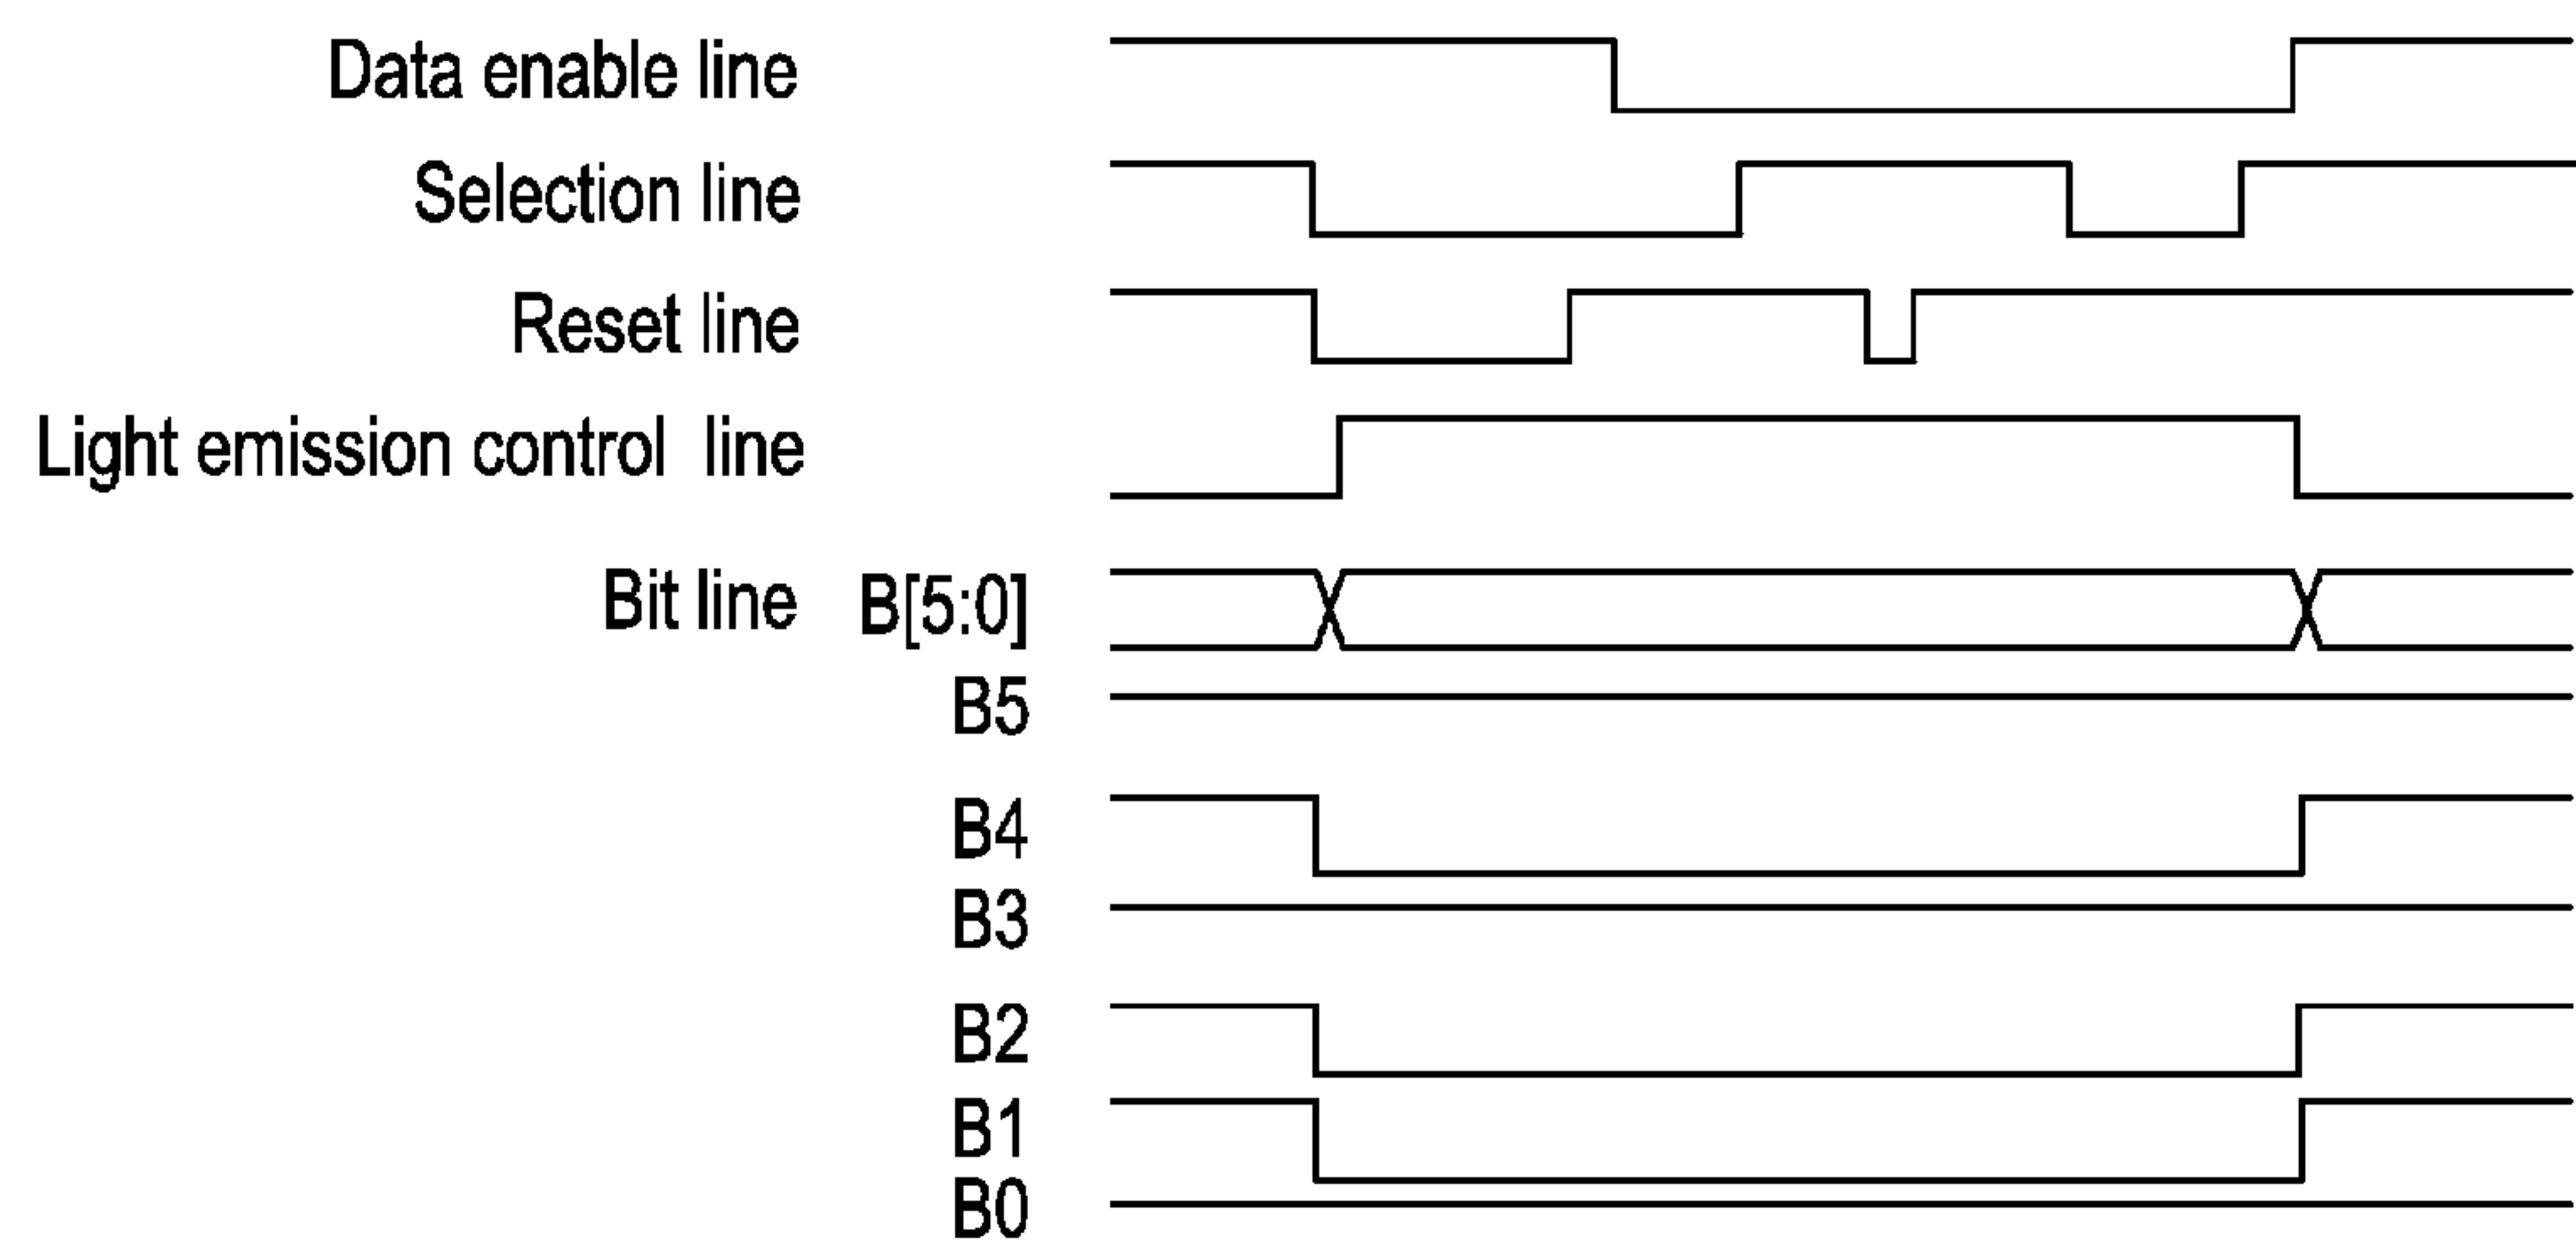 Data enable line
Selection line
Reset line
Light emission control line
Bit line B[5:0]
B5
B4
B3
B2
B1
B0